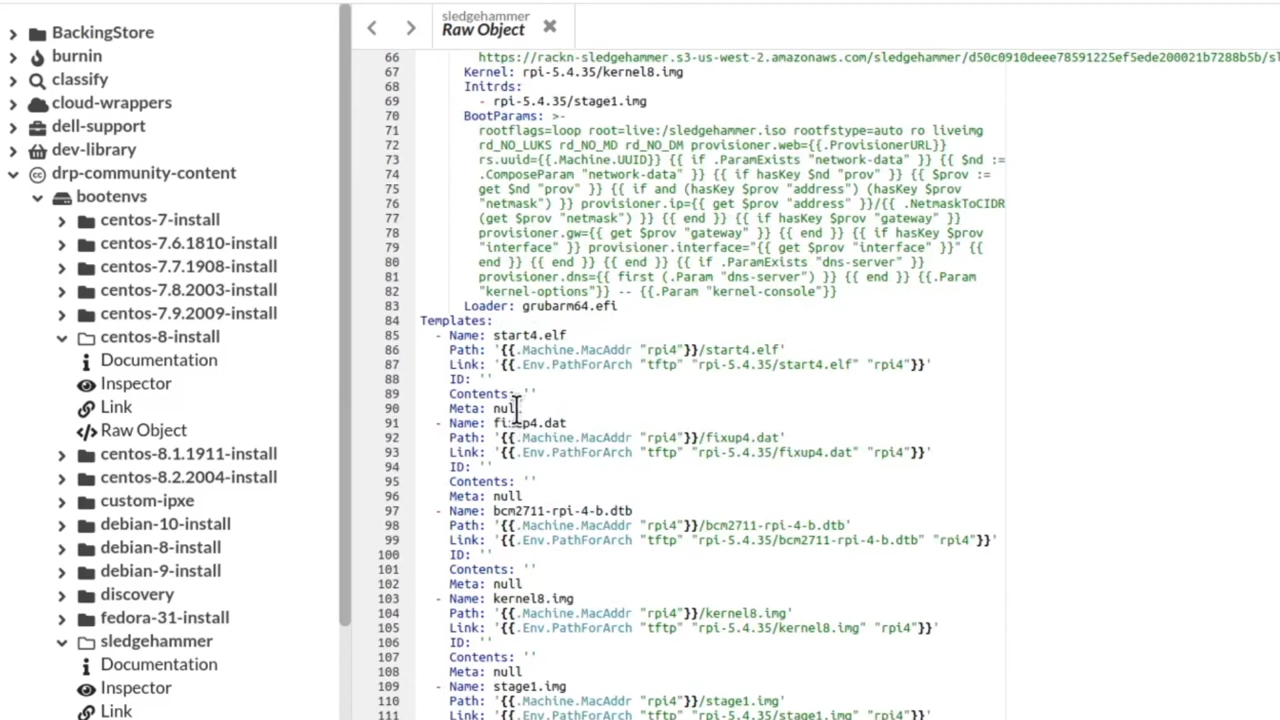 BackingStore
burnin
classify
cloud-wrappers
dell-support
dev-library
drp-community-content
bootenvs
centos-7-install
centos-7.6.1810-install
centos-7.7.1908-install
centos-7.8.2003-install
centos-7.9.2009-install
centos-8-install
Documentation
Inspector
Link
Raw Object
centos-8.1.1911-install
centos-8.2.2004-install
custom-ipxe
debian-10-install
debian-8-install
debian-9-install
discovery
fedora-31-install
sledgehammer
Documentation
Inspector
Link
sledgehammer
Raw Object
66 https://rackn-sledgehammer.s3-us-west-2.amazonaws.com/sledgehammer/d50c0910deee78591225ef5ede200021b7288b5b/sl
67 Kernel: rpi-5.4.35/kernel8.img
68 Initrds:
69 - rpi-5.4.35/stage1.img
70 BootParams: >-
71 rootflags=loop root=live:/sledgehammer.iso rootfstype=auto ro liveimg
72 rd_NO_LUKS rd_NO_MD rd_NO_DM provisioner.web={{.ProvisionerURL}}
73 rs.uuid={{.Machine.UUID}} {{ if .ParamExists "network-data" }} {{ $nd :=
74 .ComposeParam "network-data" }} {{ if hasKey $nd "prov" }} {{ $prov :=
75 get $nd "prov" }} {{ if and (hasKey $prov "address") (hasKey $prov
76 "netmask") }} provisioner.ip={{ get $prov "address" }}/{{ .NetmaskToCIDR
77 (get $prov "netmask") }} {{ end }} {{ if hasKey $prov "gateway" }}
78 provisioner.gw={{ get $prov "gateway" }} {{ end }} {{ if hasKey $prov
79 "interface" }} provisioner.interface="{{ get $prov "interface" }}" {{
80 end }} {{ end }} {{ end }} {{ if .ParamExists "dns-server" }}
81 provisioner.dns={{ first (.Param "dns-server") }} {{ end }} {{.Param
82 "kernel-options"}} -- {{.Param "kernel-console"}}
83 Loader: grubarm64.efi
84 Templates:
85 - Name: start4.elf
86 Path: '{{.Machine.MacAddr "rpi4"}}/start4.elf'
87 Link: '{{.Env.PathForArch "tftp" "rpi-5.4.35/start4.elf" "rpi4"}}'
88 ID: ''
89 Contents: ''
90 Meta: null
91 - Name: fixup4.dat
92 Path: '{{.Machine.MacAddr "rpi4"}}/fixup4.dat'
93 Link: '{{.Env.PathForArch "tftp" "rpi-5.4.35/fixup4.dat" "rpi4"}}'
94 ID: ''
95 Contents: ''
96 Meta: null
97 - Name: bcm2711-rpi-4-b.dtb
98 Path: '{{.Machine.MacAddr "rpi4"}}/bcm2711-rpi-4-b.dtb'
99 Link: '{{.Env.PathForArch "tftp" "rpi-5.4.35/bcm2711-rpi-4-b.dtb" "rpi4"}}'
100 ID: ''
101 Contents: ''
102 Meta: null
103 - Name: kernel8.img
104 Path: '{{.Machine.MacAddr "rpi4"}}/kernel8.img'
105 Link: '{{.Env.PathForArch "tftp" "rpi-5.4.35/kernel8.img" "rpi4"}}'
106 ID: ''
107 Contents: ''
108 Meta: null
109 - Name: stage1.img
110 Path: '{{.Machine.MacAddr "rpi4"}}/stage1.img'
111 Link: '{{.Env.PathForArch "tftp" "rpi-5.4.35/stage1.img" "rpi4"}}'